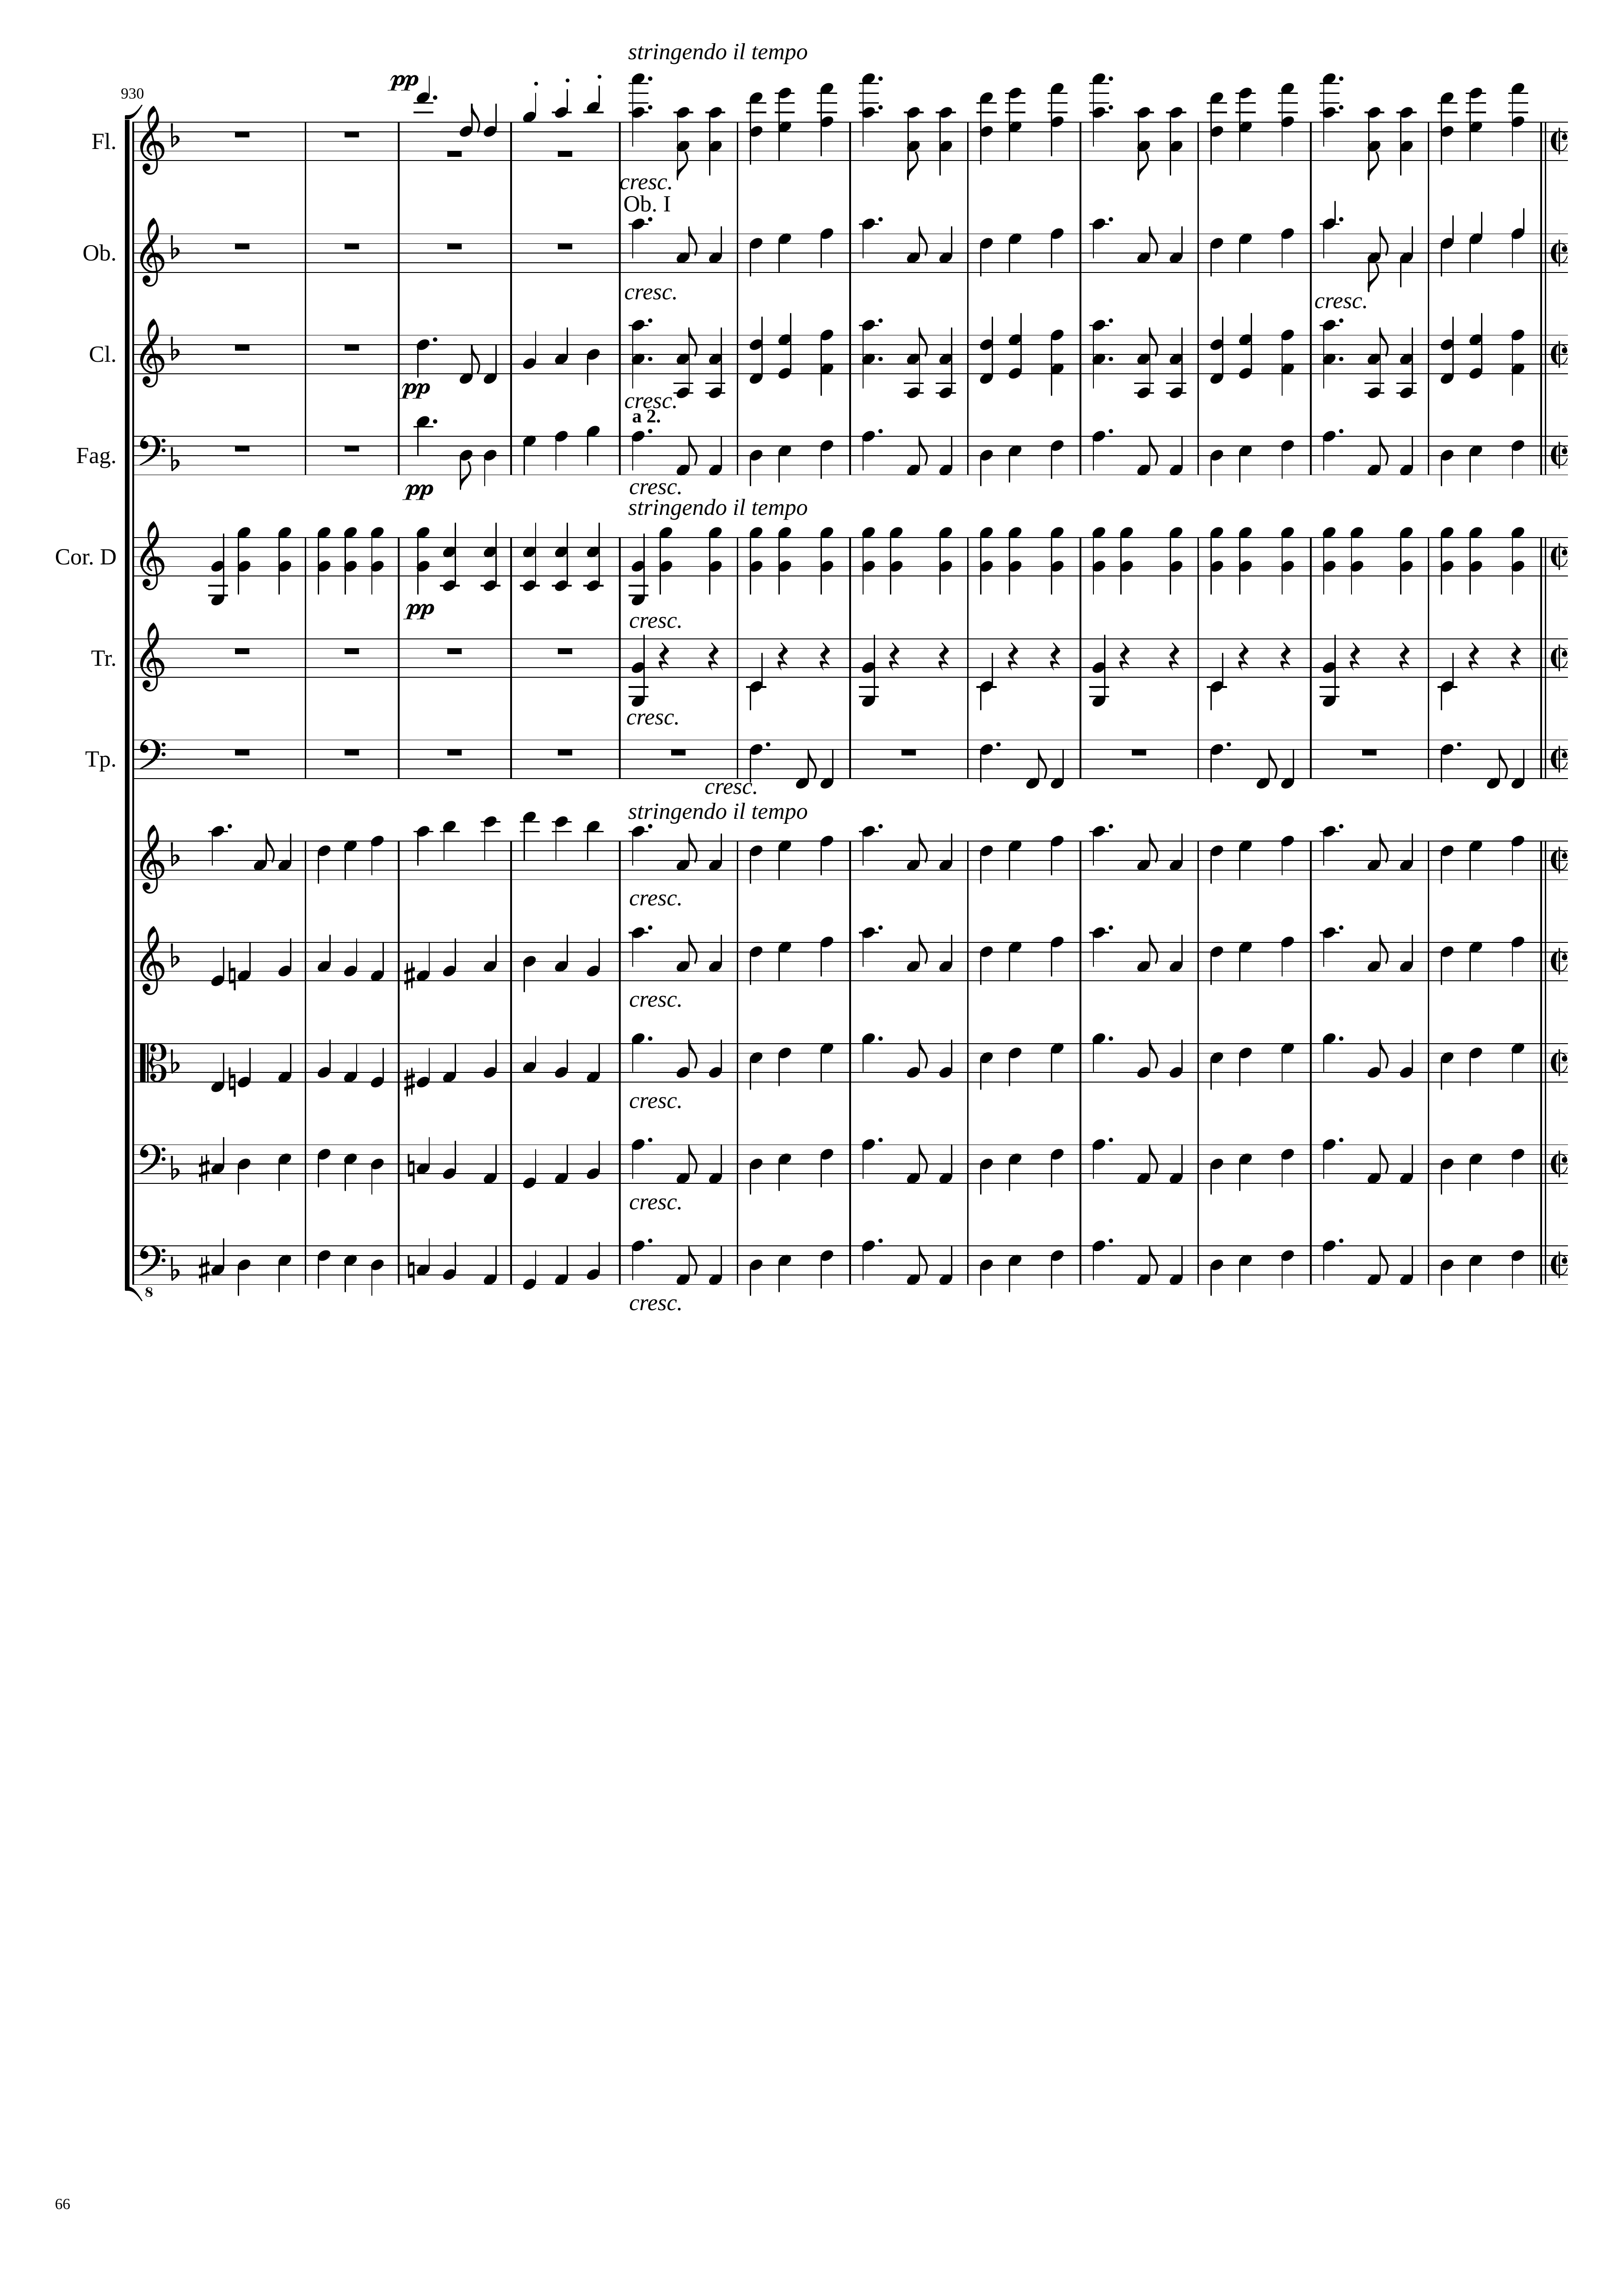 stringendo il tempo
pp
930
Fl.
cresc.
Ob. I
Ob.
cresc.
cresc.
Cl.
pp
cresc.
a 2.
Fag.
pp
cresc.
stringendo il tempo
Cor. D
pp
cresc.
Tr.
cresc.
Tp.
cresc.
stringendo il tempo
cresc.
cresc.
cresc.
cresc.
8
cresc.
66